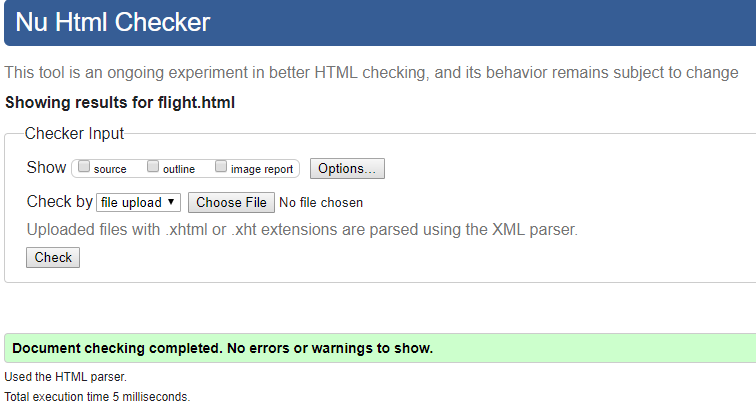 Nu Html Checker
This tool is an ongoing experiment in better HTML checking, and its behavior remains subject to change
Showing results for flight.html
Checker Input
Show source outline image report Options...
Check by file upload Choose File No file chosen
Uploaded files with .xhtml or .xht extensions are parsed using the XML parser.
Check
Document checking completed. No errors or warnings to show.
Used the HTML parser.
Total execution time 5 milliseconds.